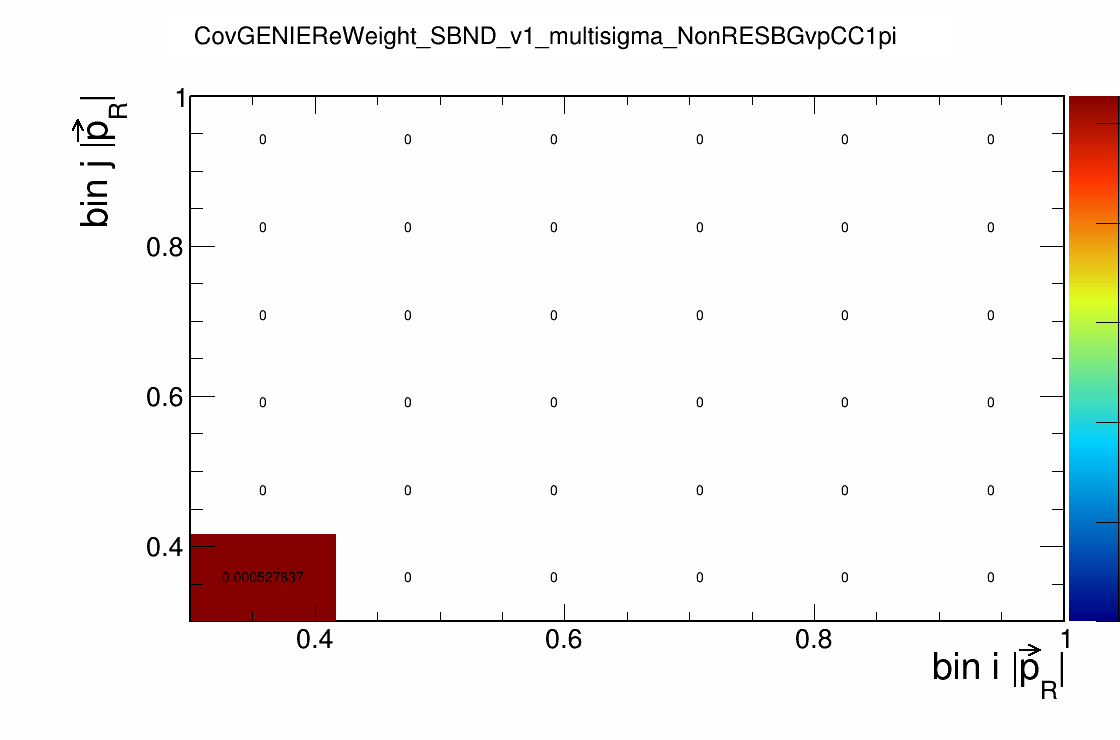 CovGENIEReWeight_SBND_v1_multisigma_NonRESBGvpCC1pi
bin j |p⃗_R|
1
0 0 0 0 0 0
0 0 0 0 0 0
0.8
0 0 0 0 0 0
0.6
0 0 0 0 0 0
0 0 0 0 0 0
0.4
0.000527837 0 0 0 0 0
0.4 0.6 0.8 1
bin i |p⃗_R|